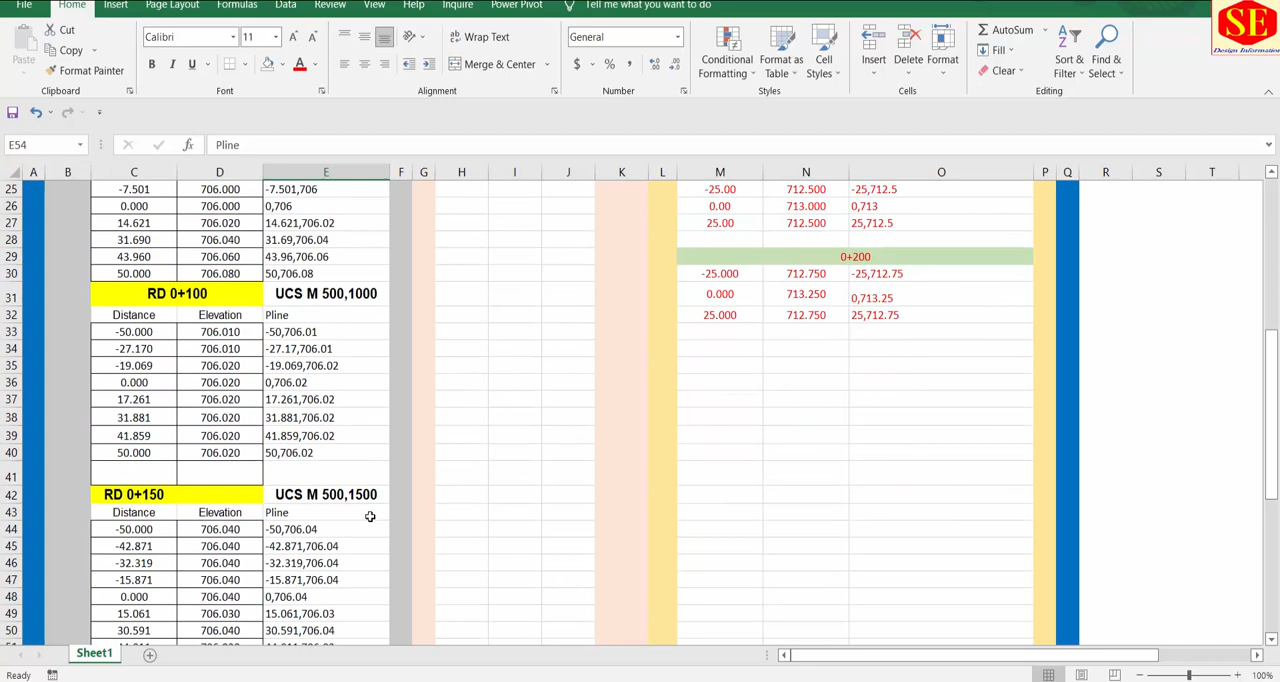 File Home Insert Page Layout Formulas Data Review View Help Inquire Power Pivot Tell me what you want to do
SE
Design Information
Paste Cut Copy Format Painter
Calibri 11 A A Wrap Text General AutoSum
B I U A Merge & Center $ % , Fill Clear
Conditional Formatting Format as Table Cell Styles Insert Delete Format Sort & Filter Find & Select
Clipboard Font Alignment Number Styles Cells Editing
E54 fx Pline
A B C D E F G H I J K L M N O P Q R S T
25 -7.501 706.000 -7.501,706 -25.00 712.500 -25,712.5
26 0.000 706.000 0,706 0.00 713.000 0,713
27 14.621 706.020 14.621,706.02 25.00 712.500 25,712.5
28 31.690 706.040 31.69,706.04
29 43.960 706.060 43.96,706.06 0+200
30 50.000 706.080 50,706.08 -25.000 712.750 -25,712.75
31 RD 0+100 UCS M 500,1000 0.000 713.250 0,713.25
32 Distance Elevation Pline 25.000 712.750 25,712.75
33 -50.000 706.010 -50,706.01
34 -27.170 706.010 -27.17,706.01
35 -19.069 706.020 -19.069,706.02
36 0.000 706.020 0,706.02
37 17.261 706.020 17.261,706.02
38 31.881 706.020 31.881,706.02
39 41.859 706.020 41.859,706.02
40 50.000 706.020 50,706.02
41
42 RD 0+150 UCS M 500,1500
43 Distance Elevation Pline
44 -50.000 706.040 -50,706.04
45 -42.871 706.040 -42.871,706.04
46 -32.319 706.040 -32.319,706.04
47 -15.871 706.040 -15.871,706.04
48 0.000 706.040 0,706.04
49 15.061 706.030 15.061,706.03
50 30.591 706.040 30.591,706.04
Sheet1
Ready 100%